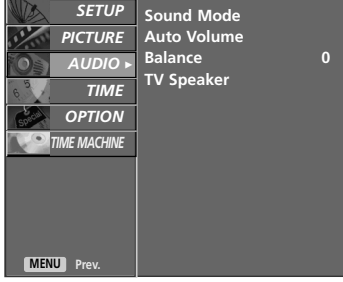 SETUP
PICTURE
AUDIO
TIME
OPTION
TIME MACHINE
Sound Mode
Auto Volume
Balance 0
TV Speaker
MENU Prev.